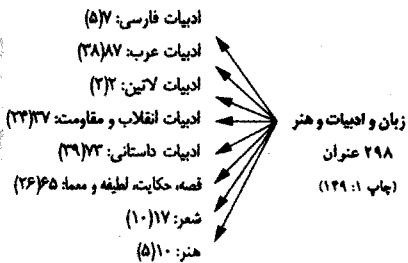 ادبیات فارسی: ۷(۵)
ادبیات عرب: ۸۷(۳۸)
ادبیات لاتین: ۲(۲)
ادبیات انقلاب و مقاومت: ۳۷(۲۴)
ادبیات داستانی: ۷۳(۳۹)
قصه، حکایت، لطیفه و معما: ۶۵(۲۶)
شعر: ۱۷(۱۰)
هنر: ۱۰(۵)
زبان و ادبیات و هنر
۲۹۸ عنوان
(چاپ ۱: ۱۴۹)